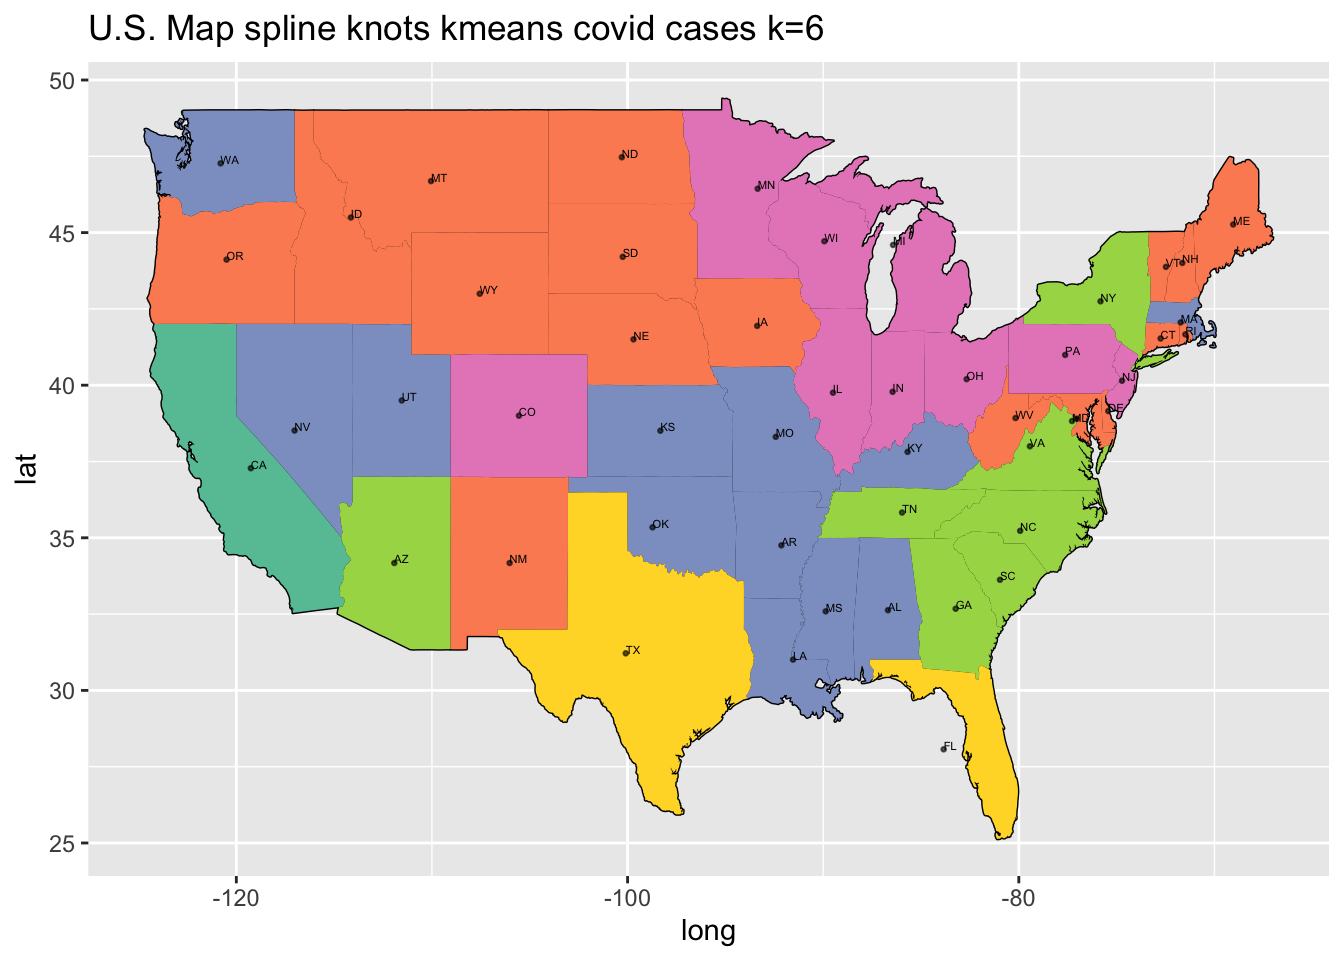 U.S. Map spline knots kmeans covid cases k=6
50
45
40
35
30
25
lat
WA
MT
ND
MN
ID
OR
SD
WI
MI
ME
VT
NH
WY
NY
NE
IA
MA
CT
RI
PA
NJ
UT
CO
IL
IN
OH
DE
NV
KS
MO
KY
WV
MD
VA
CA
OK
AR
TN
NC
AZ
NM
MS
AL
GA
SC
TX
LA
FL
-120
-100
-80
long